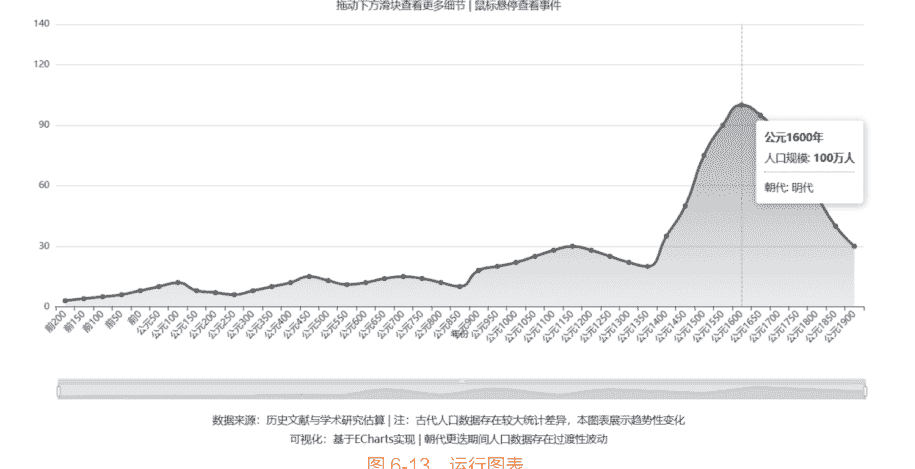 拖动下方滑块查看更多细节 | 鼠标悬停查看事件
140
120
90
60
30
0
公元1600年
人口规模: 100万人
朝代: 明代
前200 前150 前100 前50 前0 公元50 公元100 公元150 公元200 公元250 公元300 公元350 公元400 公元450 公元500 公元550 公元600 公元650 公元700 公元750 公元800 公元850 公元900 公元950 公元1000 公元1050 公元1100 公元1150 公元1200 公元1250 公元1300 公元1350 公元1400 公元1450 公元1500 公元1550 公元1600 公元1650 公元1700 公元1750 公元1800 公元1850 公元1900
年份
数据来源：历史文献与学术研究估算 | 注：古代人口数据存在较大统计差异，本图表展示趋势性变化
可视化：基于ECharts实现 | 朝代更迭期间人口数据存在过渡性波动
图 6-13 运行图表